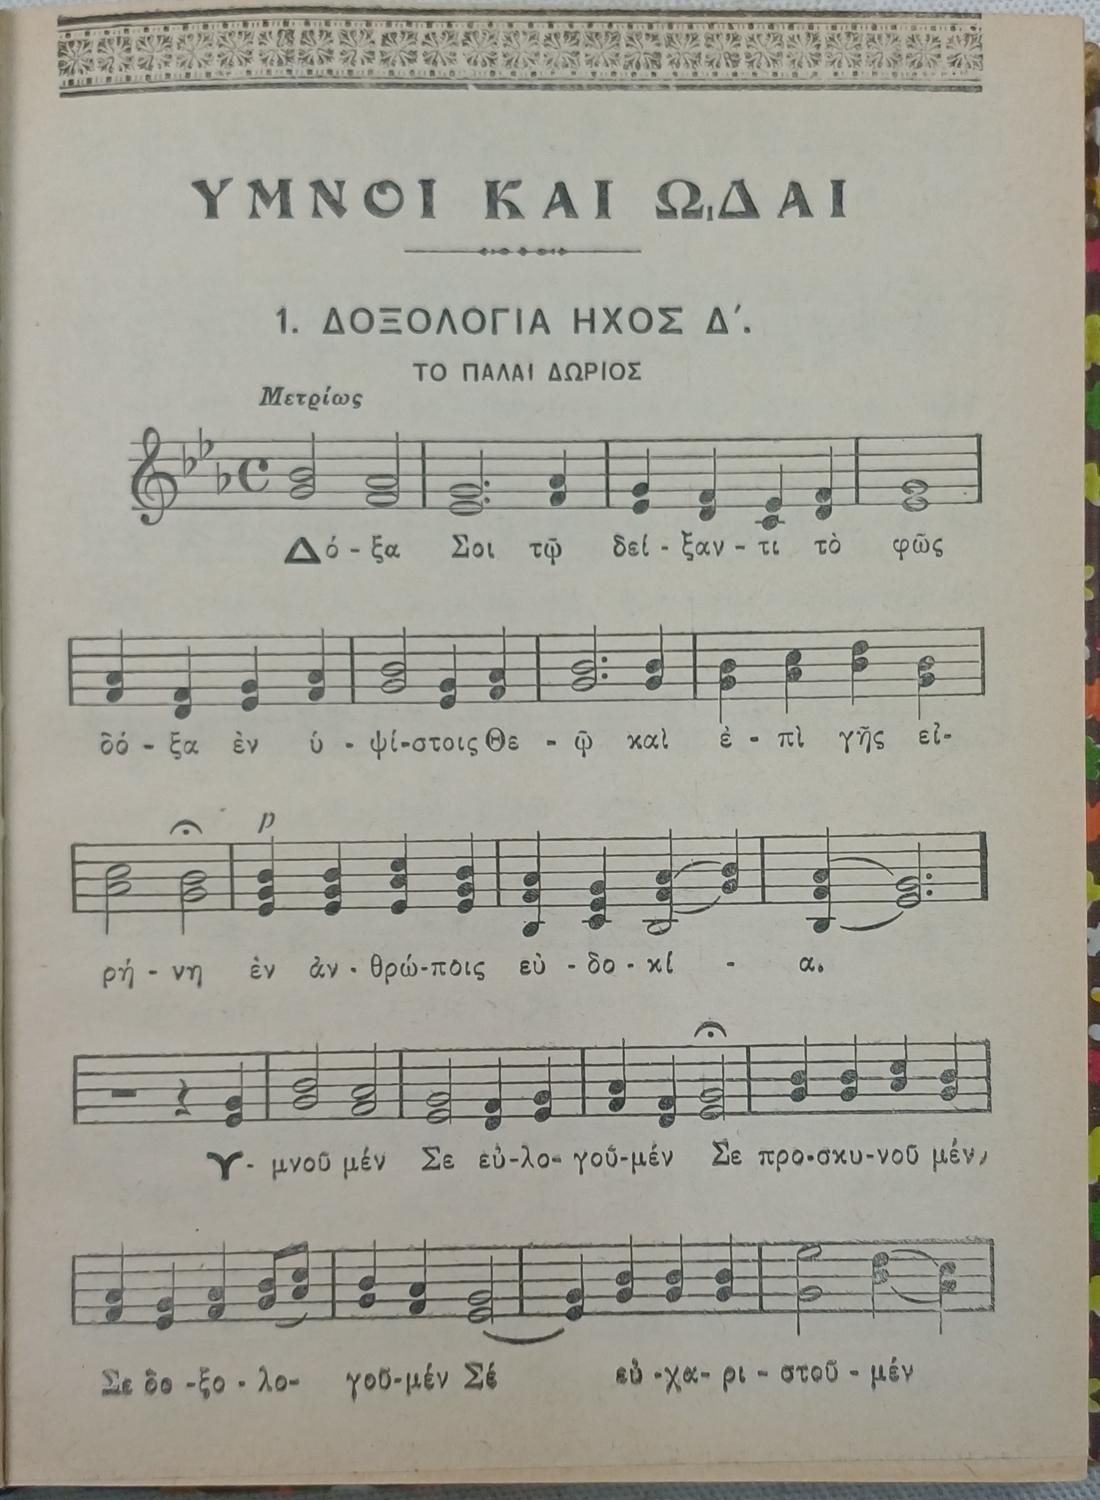 ΥΜΝΟΙ ΚΑΙ ῼΔΑΙ
1. ΔΟΞΟΛΟΓΙΑ ΗΧΟΣ Δ΄.
ΤΟ ΠΑΛΑΙ ΔΩΡΙΟΣ
Μετρίως
Δό - ξα Σοι τῷ δεί - ξαν - τι τὸ φῶς
δό - ξα ἐν ὑ - ψί-στοις Θε - ῷ καὶ ἐ - πὶ γῆς εἰ-
p
ρή - νη ἐν ἀν - θρώ-ποις εὐ - δο - κί - α.
Υ - μνοῦ μέν Σε εὐ-λο- γοῦ-μέν Σε προ-σκυ-νοῦ μέν,
Σε δο -ξο - λο- γοῦ-μέν Σέ εὐ -χα- ρι - στοῦ - μέν